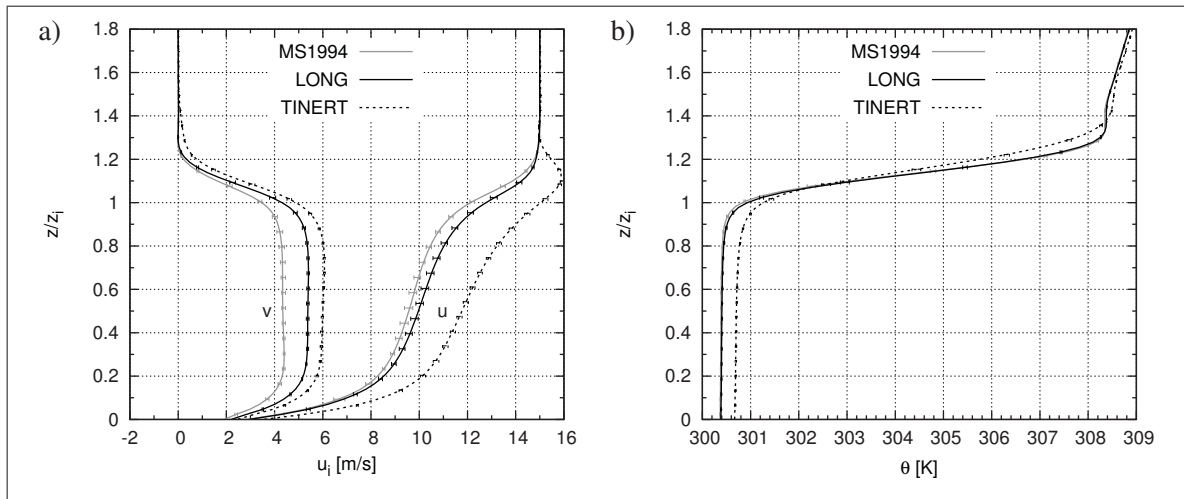 a)
MS1994
LONG
TINERT
v
u
z/zi
1.8
1.6
1.4
1.2
1
0.8
0.6
0.4
0.2
0
-2 0 2 4 6 8 10 12 14 16
ui [m/s]
b)
MS1994
LONG
TINERT
z/zi
1.8
1.6
1.4
1.2
1
0.8
0.6
0.4
0.2
0
300 301 302 303 304 305 306 307 308 309
θ [K]